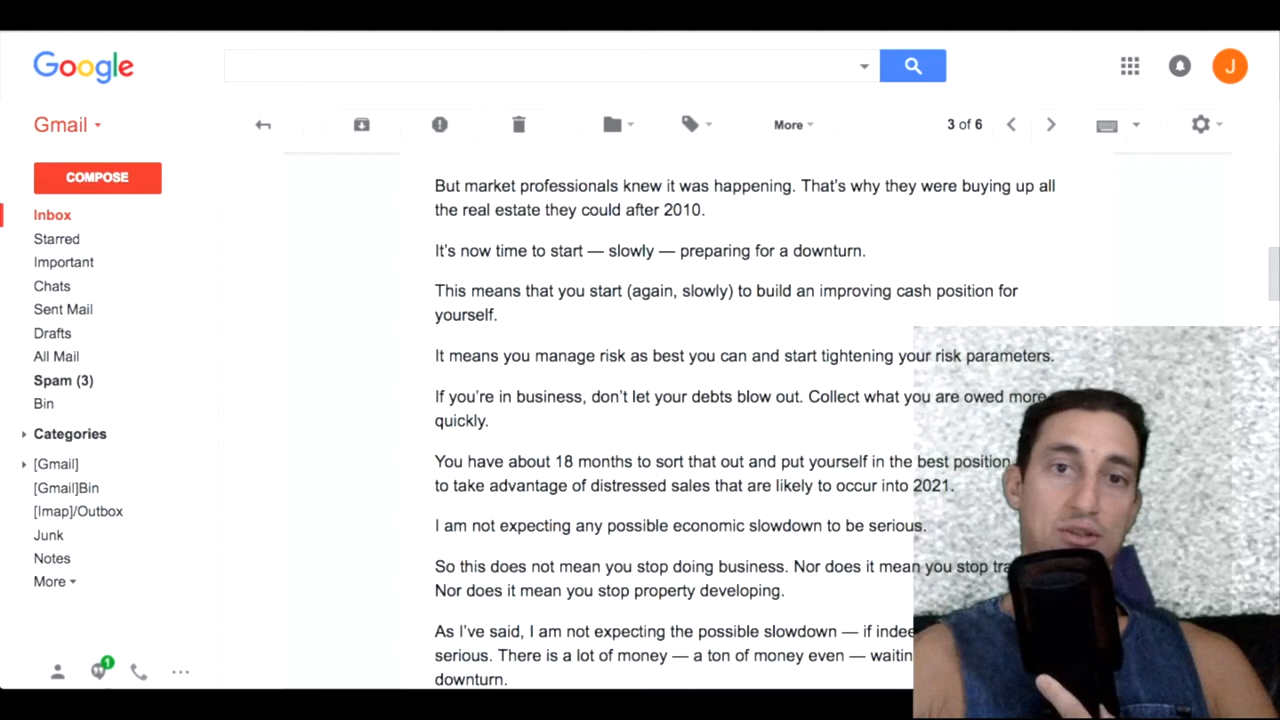 Google
J
Gmail
More
3 of 6
COMPOSE
Inbox
Starred
Important
Chats
Sent Mail
Drafts
All Mail
Spam (3)
Bin
Categories
[Gmail]
[Gmail]Bin
[Imap]/Outbox
Junk
Notes
More
1
But market professionals knew it was happening. That's why they were buying up all
the real estate they could after 2010.
It's now time to start — slowly — preparing for a downturn.
This means that you start (again, slowly) to build an improving cash position for
yourself.
It means you manage risk as best you can and start tightening your risk parameters.
If you're in business, don't let your debts blow out. Collect what you are owed more
quickly.
You have about 18 months to sort that out and put yourself in the best position
to take advantage of distressed sales that are likely to occur into 2021.
I am not expecting any possible economic slowdown to be serious.
So this does not mean you stop doing business. Nor does it mean you stop
Nor does it mean you stop property developing.
As I've said, I am not expecting the possible slowdown — if
serious. There is a lot of money — a ton of money even —
downturn.